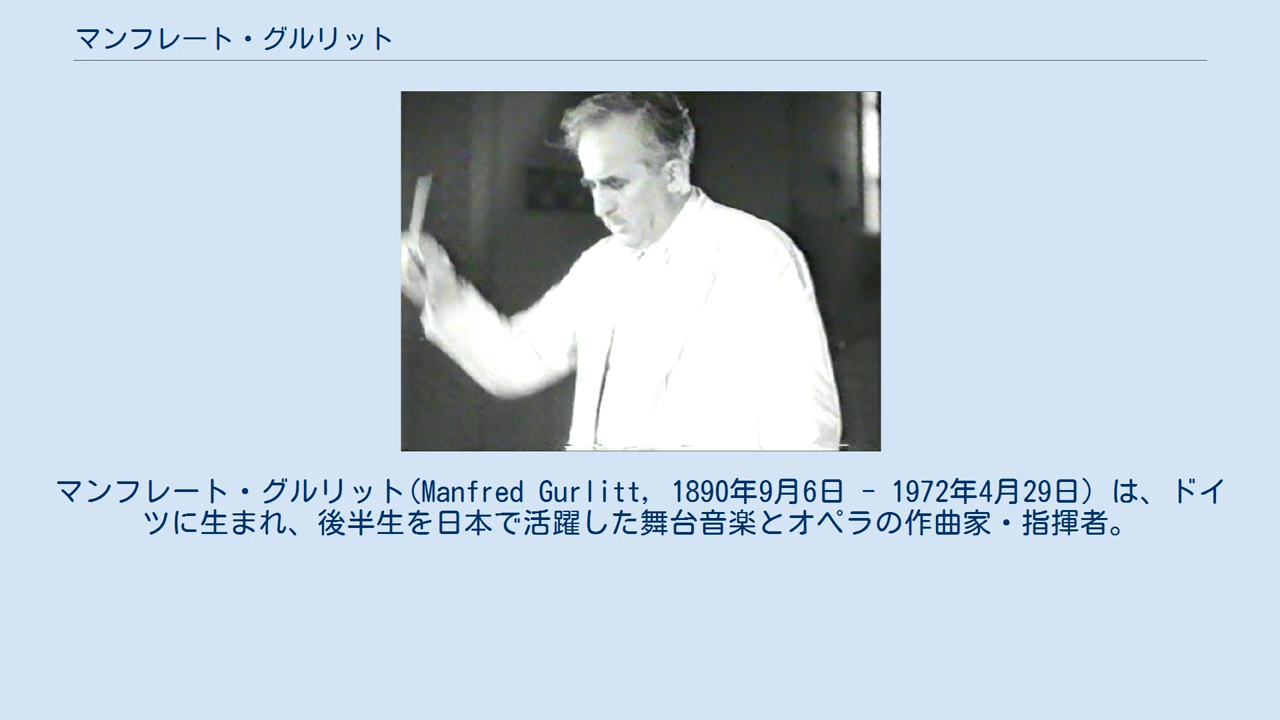 マンフレート・グルリット
マンフレート・グルリット(Manfred Gurlitt, 1890年9月6日 - 1972年4月29日) は、ドイ
ツに生まれ、後半生を日本で活躍した舞台音楽とオペラの作曲家・指揮者。